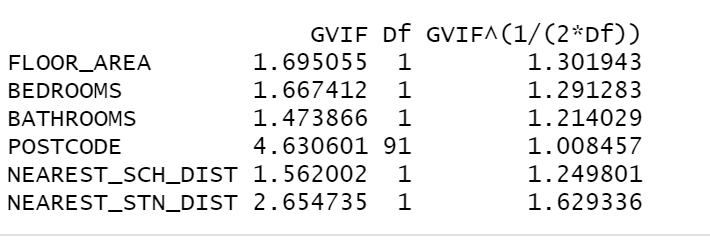 GVIF Df GVIF^(1/(2*Df))
FLOOR_AREA 1.695055 1 1.301943
BEDROOMS 1.667412 1 1.291283
BATHROOMS 1.473866 1 1.214029
POSTCODE 4.630601 91 1.008457
NEAREST_SCH_DIST 1.562002 1 1.249801
NEAREST_STN_DIST 2.654735 1 1.629336